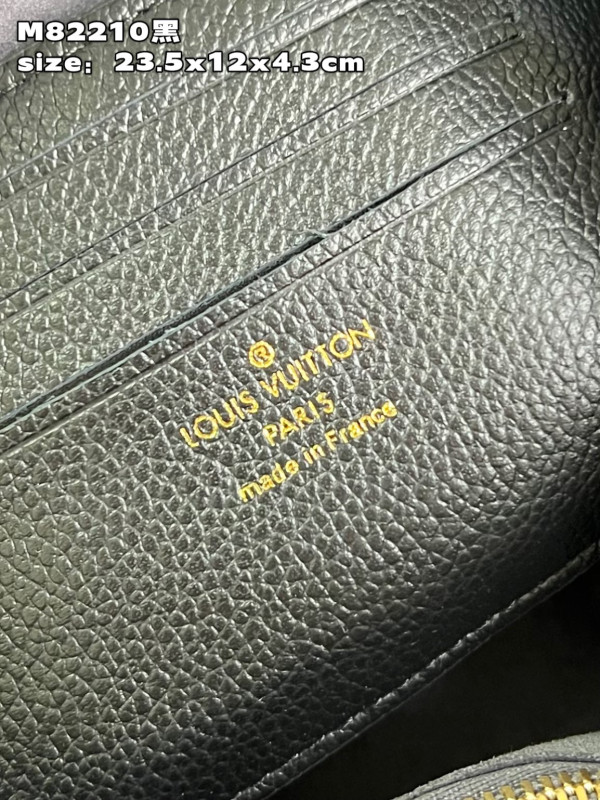 M82210黑
size: 23.5x12x4.3cm
®
LOUIS VUITTON
PARIS
made in France